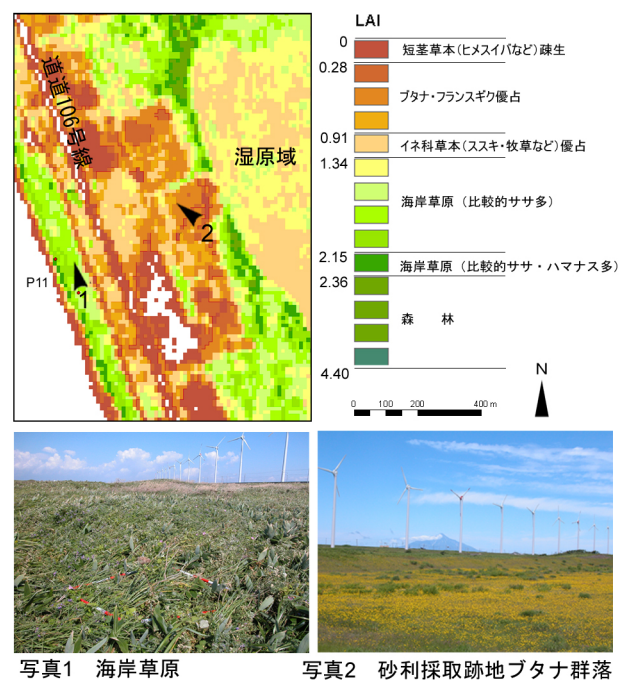 LAI
0
短茎草本(ヒメスイバなど)疎生
0.28
ブタナ・フランスギク優占
0.91
イネ科草本(ススキ・牧草など)優占
1.34
海岸草原(比較的ササ多)
2.15
海岸草原(比較的ササ・ハマナス多)
2.36
森 林
4.40
道道106号線
湿原域
2
P11
1
N
0 100 200 400 m
写真1 海岸草原
写真2 砂利採取跡地ブタナ群落